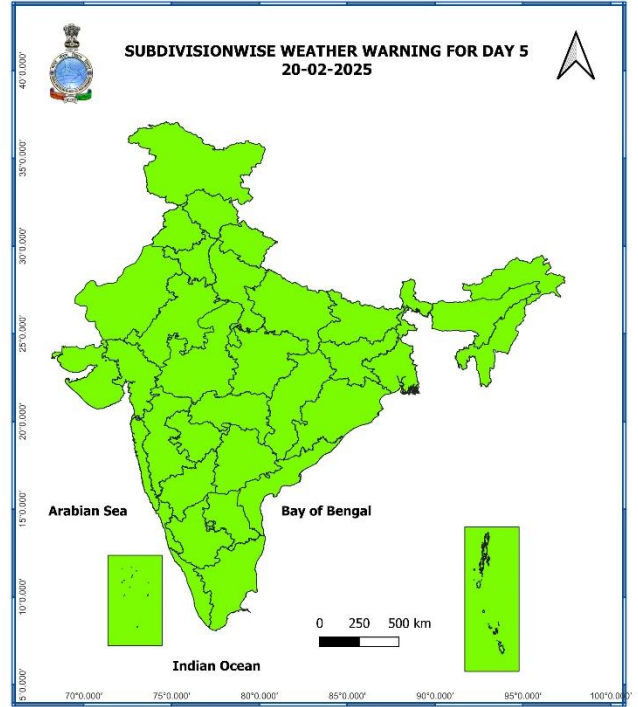 SUBDIVISIONWISE WEATHER WARNING FOR DAY 5
20-02-2025
40°0.000'
35°0.000'
30°0.000'
25°0.000'
20°0.000'
15°0.000'
10°0.000'
5°0.000'
Arabian Sea
Bay of Bengal
0 250 500 km
Indian Ocean
70°0.000' 75°0.000' 80°0.000' 85°0.000' 90°0.000' 95°0.000' 100°0.000'